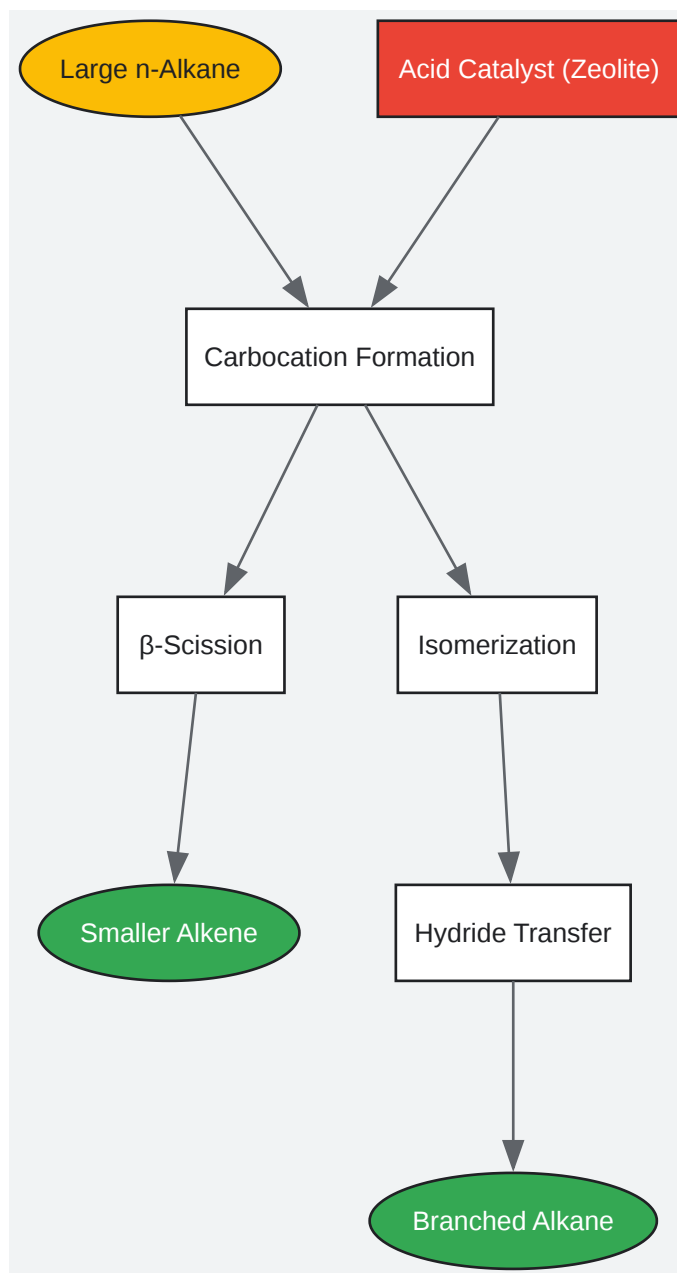 Large n-Alkane
Acid Catalyst (Zeolite)
Carbocation Formation
β-Scission
Isomerization
Smaller Alkene
Hydride Transfer
Branched Alkane